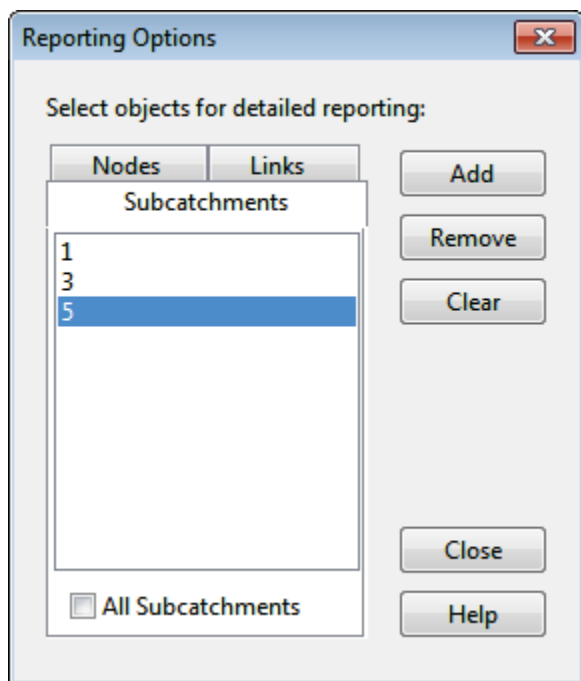 Reporting Options
Select objects for detailed reporting:
Nodes Links
Subcatchments
1
3
5
All Subcatchments
Add
Remove
Clear
Close
Help